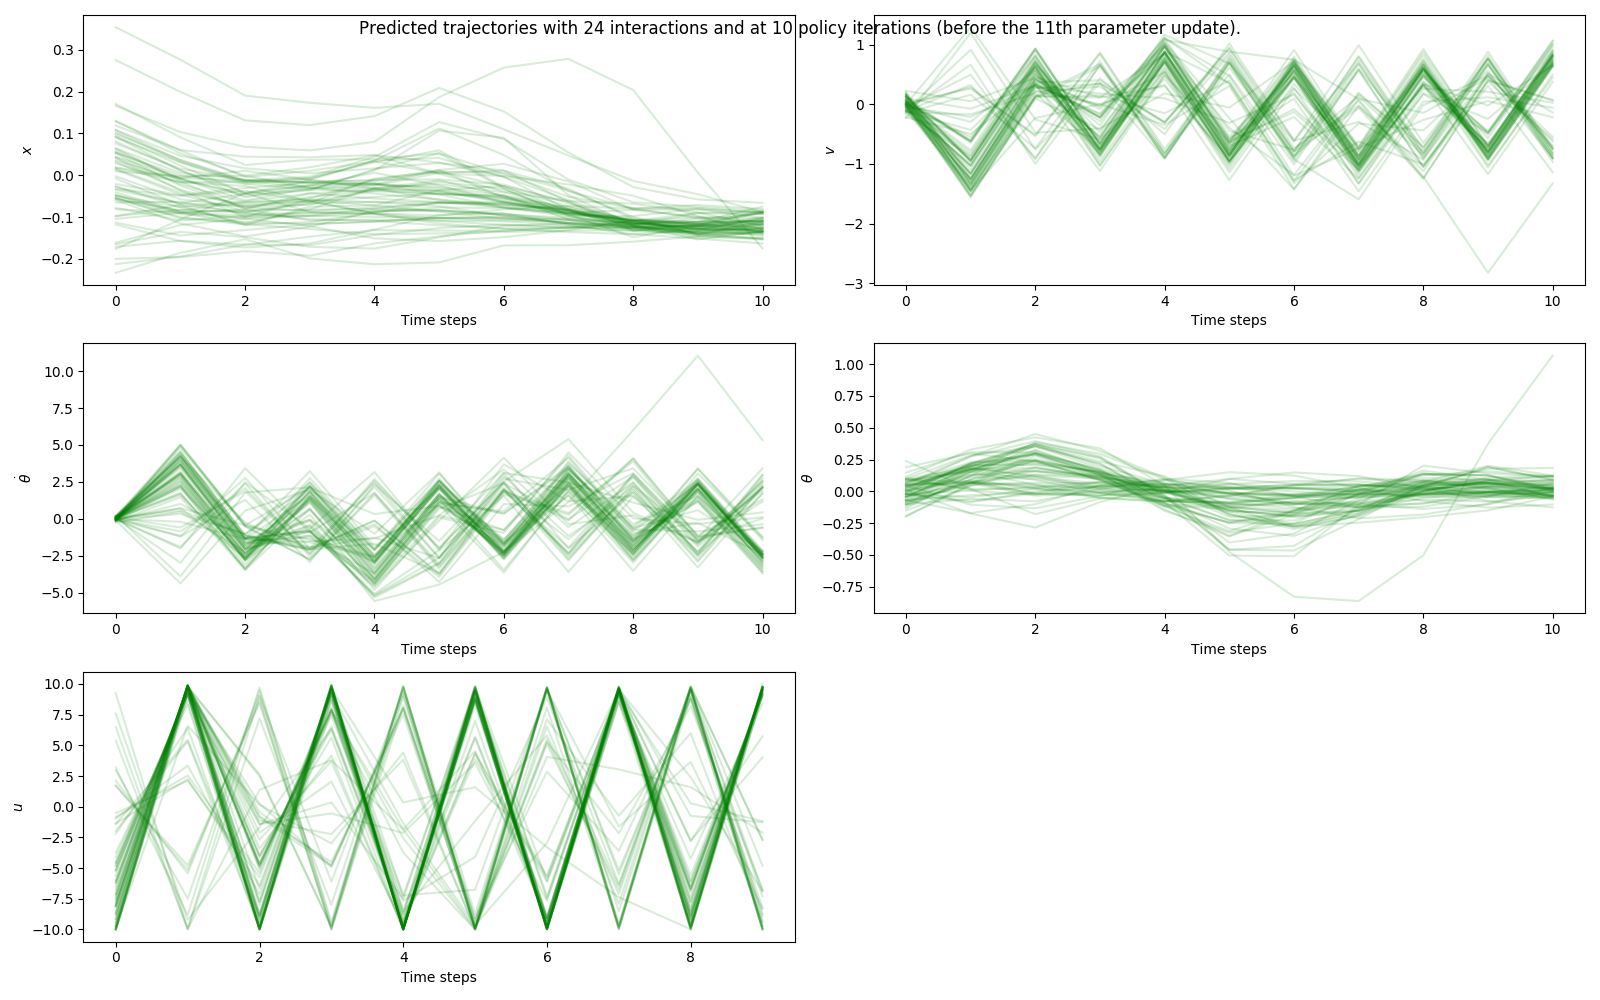 Predicted trajectories with 24 interactions and at 10 policy iterations (before the 11th parameter update).
0.3
0.2
0.1
0.0
−0.1
−0.2
x
0 2 4 6 8 10
Time steps
1
0
−1
−2
−3
v
0 2 4 6 8 10
Time steps
10.0
7.5
5.0
2.5
0.0
−2.5
−5.0
θ̇
0 2 4 6 8 10
Time steps
1.00
0.75
0.50
0.25
0.00
−0.25
−0.50
−0.75
θ
0 2 4 6 8 10
Time steps
10.0
7.5
5.0
2.5
0.0
−2.5
−5.0
−7.5
−10.0
u
0 2 4 6 8
Time steps